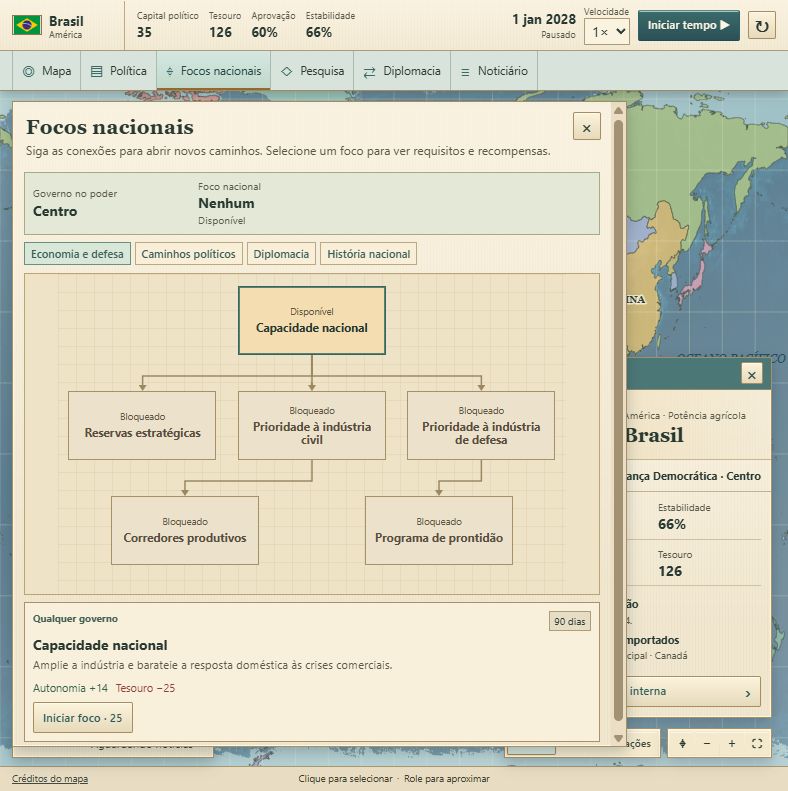 Brasil
América
Capital político
35
Tesouro
126
Aprovação
60%
Estabilidade
66%
1 jan 2028
Pausado
Velocidade
1×
Iniciar tempo ▶
↻
Mapa
Política
Focos nacionais
Pesquisa
Diplomacia
Noticiário
Focos nacionais
×
Siga as conexões para abrir novos caminhos. Selecione um foco para ver requisitos e recompensas.
Governo no poder
Centro
Foco nacional
Nenhum
Disponível
Economia e defesa
Caminhos políticos
Diplomacia
História nacional
Disponível
Capacidade nacional
Bloqueado
Reservas estratégicas
Bloqueado
Prioridade à indústria
civil
Bloqueado
Prioridade à indústria
de defesa
Bloqueado
Corredores produtivos
Bloqueado
Programa de prontidão
Qualquer governo
90 dias
Capacidade nacional
Amplie a indústria e barateie a resposta doméstica às crises comerciais.
Autonomia +14 Tesouro −25
Iniciar foco · 25
INA
OCEANO PACÍFICO
×
América · Potência agrícola
Brasil
ança Democrática · Centro
Estabilidade
66%
Tesouro
126
ão
4.
mportados
cipal · Canadá
interna ›
ações
− +
Créditos do mapa
Clique para selecionar · Role para aproximar